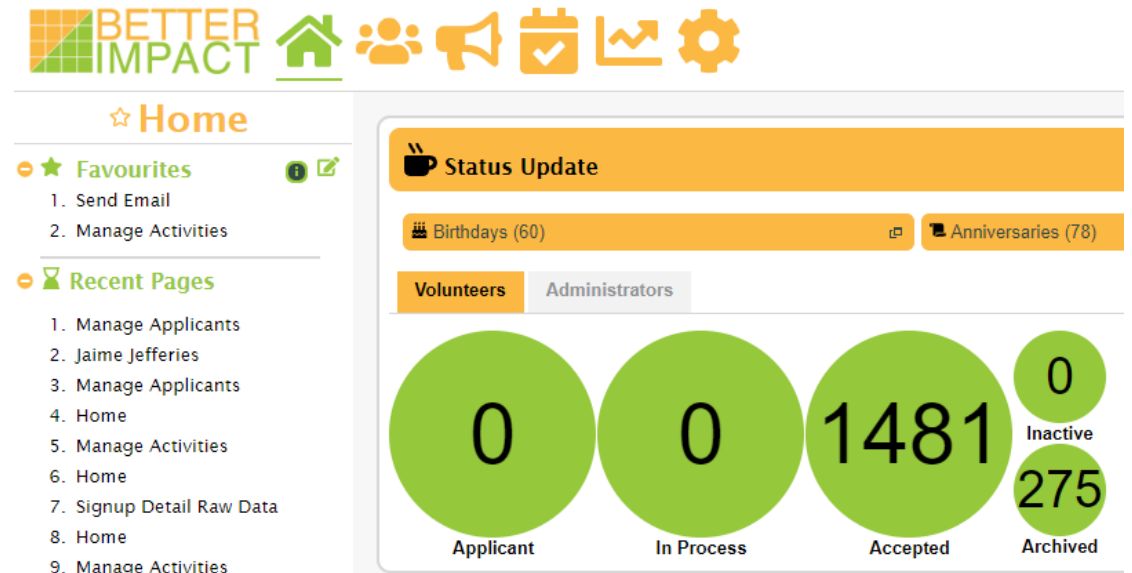 BETTER
IMPACT
Home
Favourites
1. Send Email
2. Manage Activities
Recent Pages
1. Manage Applicants
2. Jaime Jefferies
3. Manage Applicants
4. Home
5. Manage Activities
6. Home
7. Signup Detail Raw Data
8. Home
9. Manage Activities
Status Update
Birthdays (60)
Anniversaries (78)
Volunteers
Administrators
0
Applicant
0
In Process
1481
Accepted
0
Inactive
275
Archived